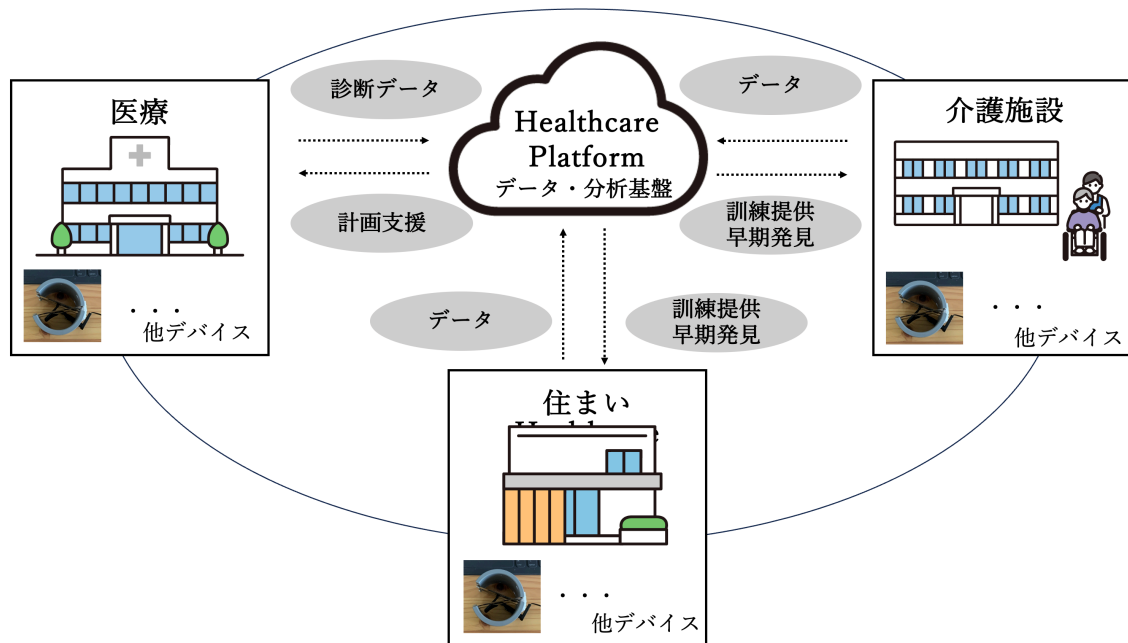 診断データ
データ
医療
介護施設
Healthcare
Platform
データ・分析基盤
計画支援
訓練提供
早期発見
データ
訓練提供
早期発見
・・・
他デバイス
・・・
他デバイス
住まい
・・・
他デバイス